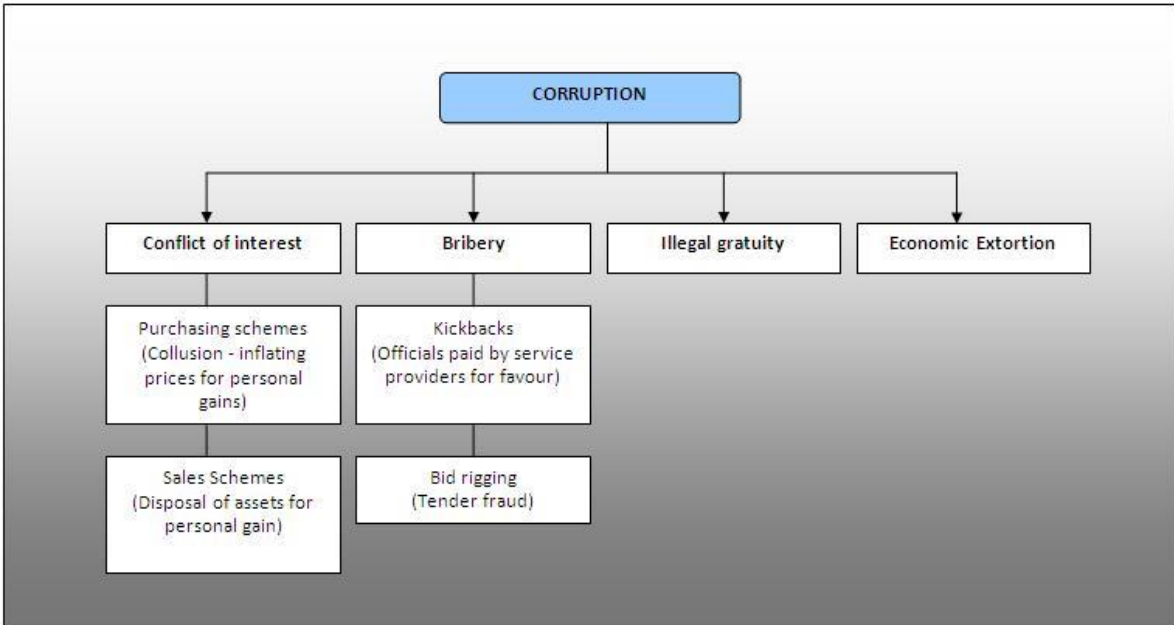 CORRUPTION
Conflict of interest
Bribery
Illegal gratuity
Economic Extortion
Purchasing schemes
(Collusion - inflating
prices for personal
gains)
Kickbacks
(Officials paid by service
providers for favour)
Sales Schemes
(Disposal of assets for
personal gain)
Bid rigging
(Tender fraud)